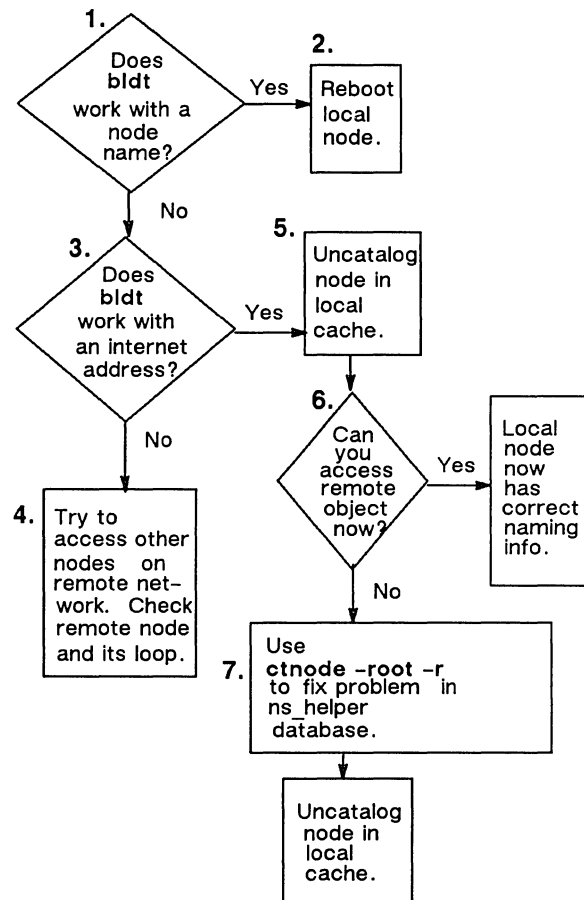 1.
Does
bldt
work with a
node
name?
Yes
2.
Reboot
local
node.
No
3.
Does
bldt
work with
an internet
address?
Yes
5.
Uncatalog
node in
local
cache.
No
4.
Try to
access other
nodes on
remote net-
work. Check
remote node
and its loop.
6.
Can
you
access
remote
object
now?
Yes
Local
node
now
has
correct
naming
info.
No
7.
Use
ctnode -root -r
to fix problem in
ns_helper
database.
Uncatalog
node in
local
cache.